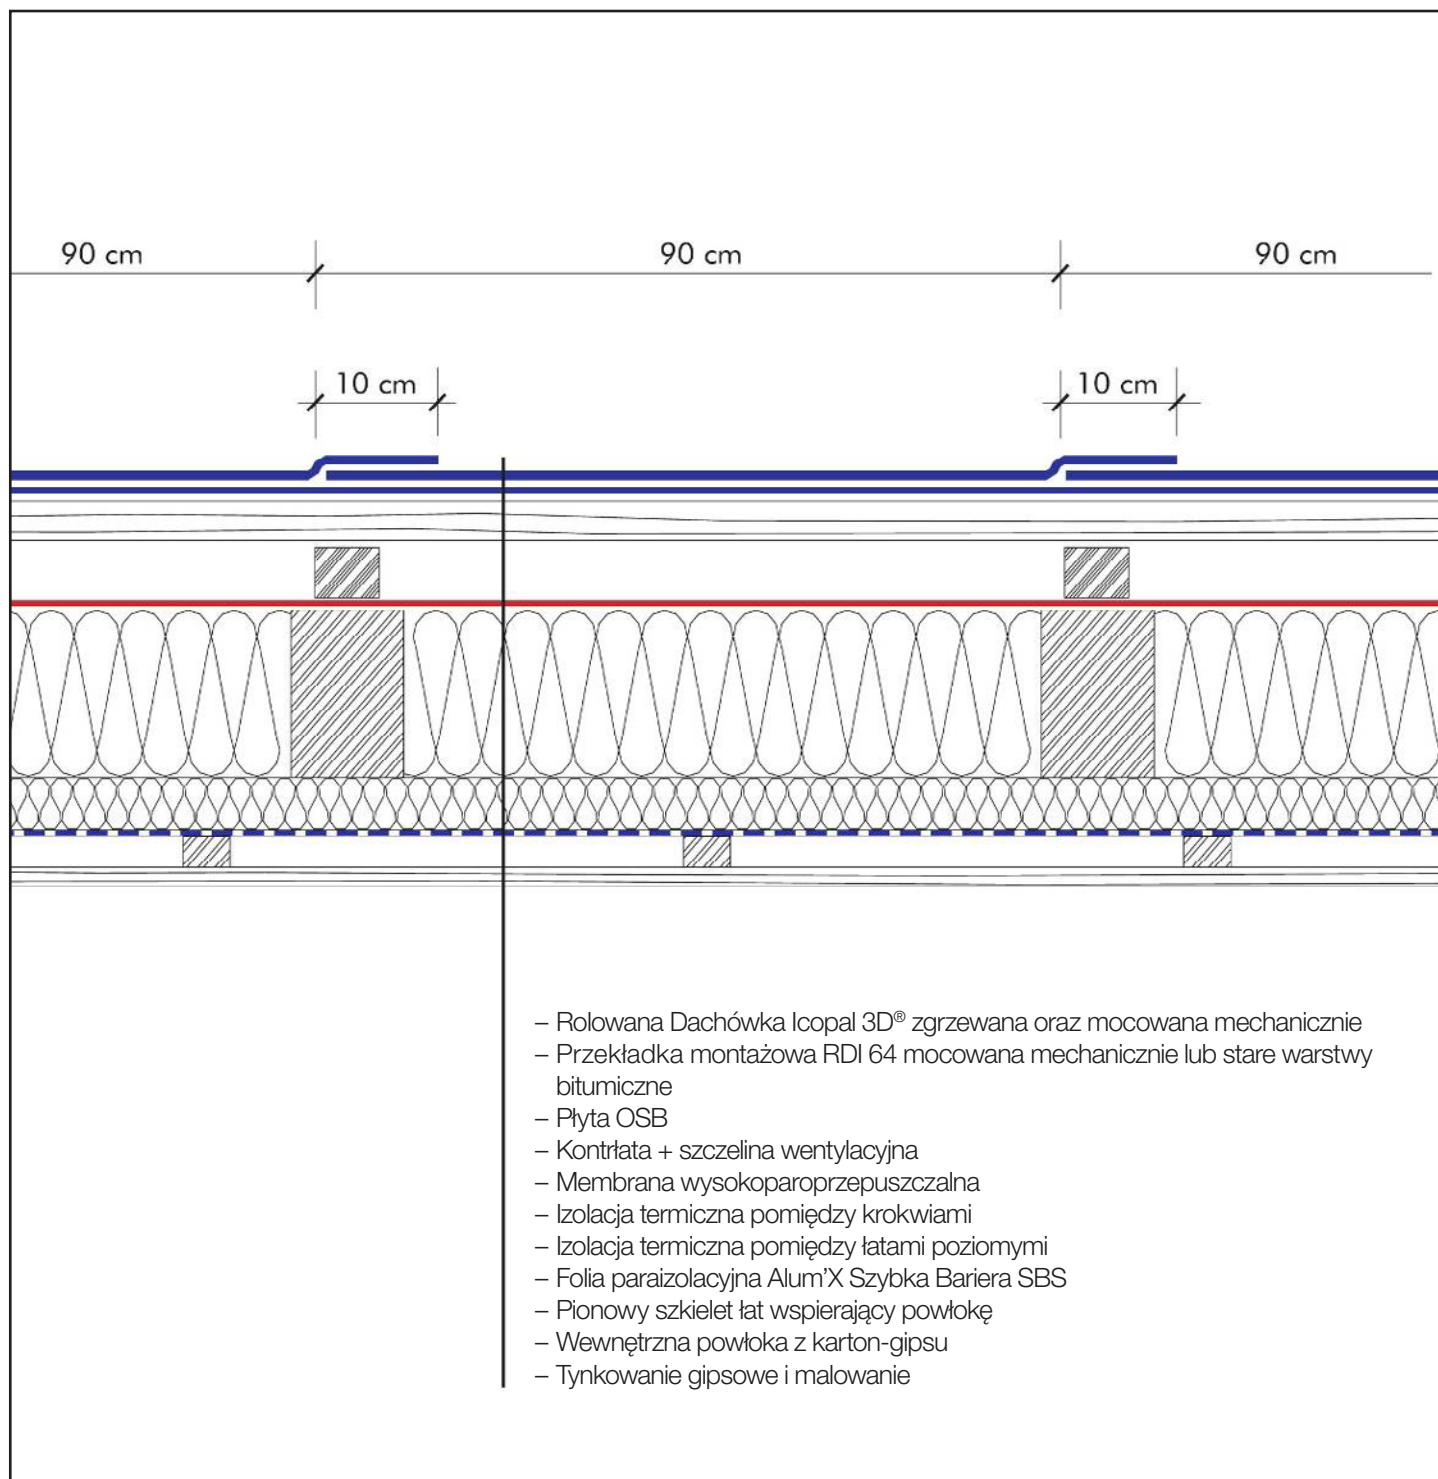 90 cm 90 cm 90 cm
10 cm 10 cm
– Rolowana Dachówka Icopal 3D® zgrzewana oraz mocowana mechanicznie
– Przekładka montażowa RDI 64 mocowana mechanicznie lub stare warstwy
bitumiczne
– Płyta OSB
– Kontrłata + szczelina wentylacyjna
– Membrana wysokoparoprzepuszczalna
– Izolacja termiczna pomiędzy krokwiami
– Izolacja termiczna pomiędzy łatami poziomymi
– Folia paraizolacyjna Alum’X Szybka Bariera SBS
– Pionowy szkielet łat wspierający powłokę
– Wewnętrzna powłoka z karton-gipsu
– Tynkowanie gipsowe i malowanie